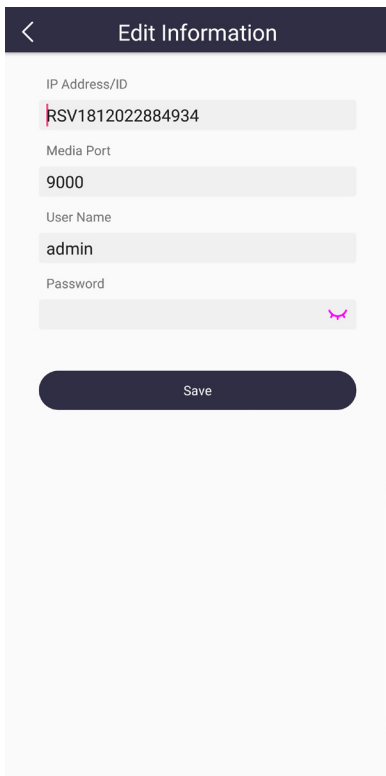 Edit Information
IP Address/ID
RSV1812022884934
Media Port
9000
User Name
admin
Password
Save